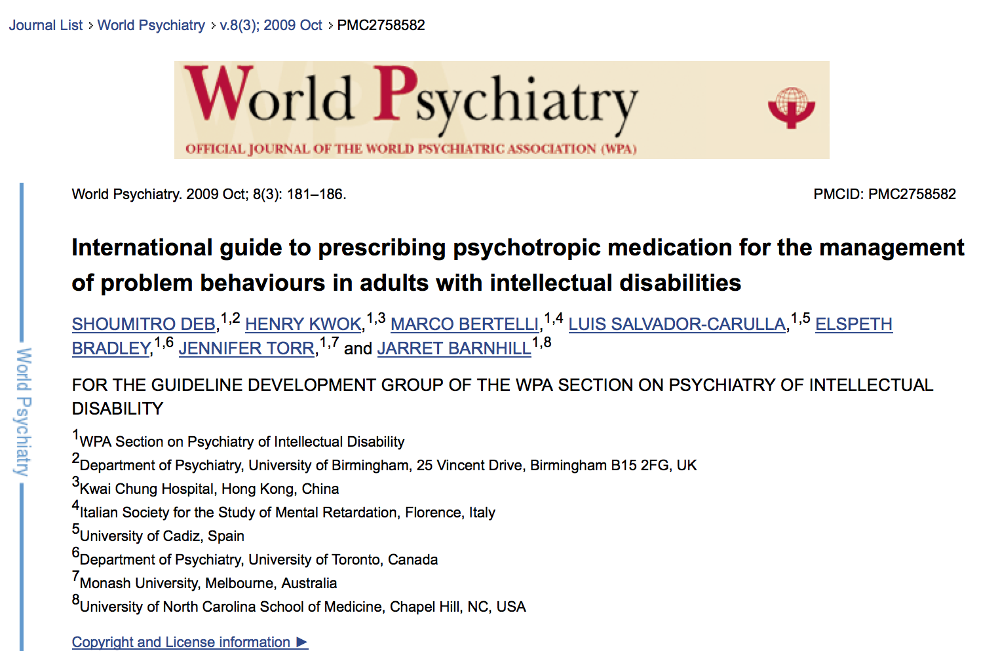 Journal List > World Psychiatry > v.8(3); 2009 Oct > PMC2758582
World Psychiatry
OFFICIAL JOURNAL OF THE WORLD PSYCHIATRIC ASSOCIATION (WPA)
World Psychiatry. 2009 Oct; 8(3): 181–186. PMCID: PMC2758582
International guide to prescribing psychotropic medication for the management
of problem behaviours in adults with intellectual disabilities
SHOUMITRO DEB,1,2 HENRY KWOK,1,3 MARCO BERTELLI,1,4 LUIS SALVADOR-CARULLA,1,5 ELSPETH
BRADLEY,1,6 JENNIFER TORR,1,7 and JARRET BARNHILL1,8
FOR THE GUIDELINE DEVELOPMENT GROUP OF THE WPA SECTION ON PSYCHIATRY OF INTELLECTUAL
DISABILITY
1WPA Section on Psychiatry of Intellectual Disability
2Department of Psychiatry, University of Birmingham, 25 Vincent Drive, Birmingham B15 2FG, UK
3Kwai Chung Hospital, Hong Kong, China
4Italian Society for the Study of Mental Retardation, Florence, Italy
5University of Cadiz, Spain
6Department of Psychiatry, University of Toronto, Canada
7Monash University, Melbourne, Australia
8University of North Carolina School of Medicine, Chapel Hill, NC, USA
Copyright and License information ►
World Psychiatry